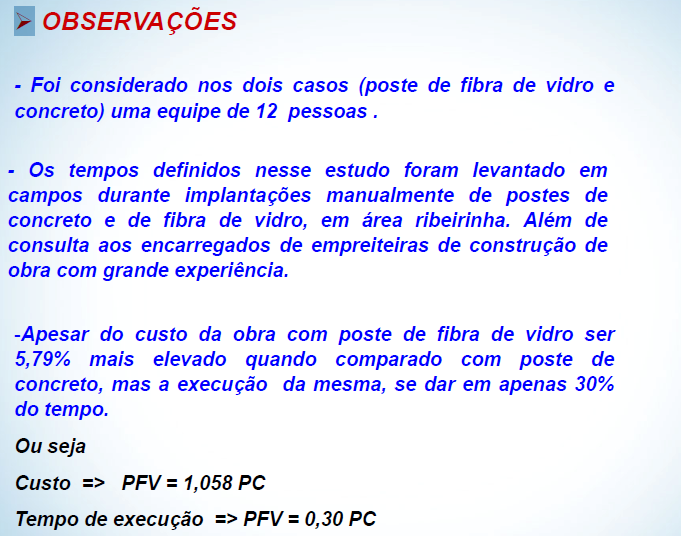 OBSERVAÇÕES
- Foi considerado nos dois casos (poste de fibra de vidro e
concreto) uma equipe de 12 pessoas .
- Os tempos definidos nesse estudo foram levantado em
campos durante implantações manualmente de postes de
concreto e de fibra de vidro, em área ribeirinha. Além de
consulta aos encarregados de empreiteiras de construção de
obra com grande experiência.
-Apesar do custo da obra com poste de fibra de vidro ser
5,79% mais elevado quando comparado com poste de
concreto, mas a execução da mesma, se dar em apenas 30%
do tempo.
Ou seja
Custo => PFV = 1,058 PC
Tempo de execução => PFV = 0,30 PC